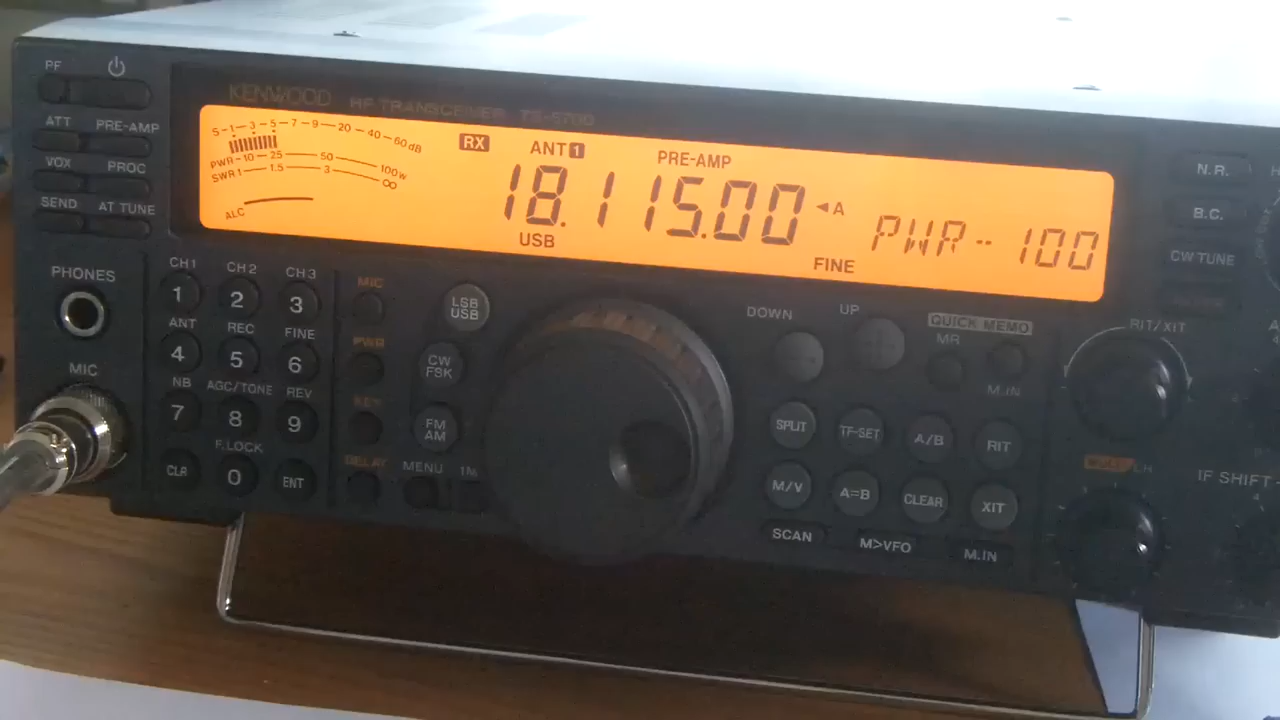 KENWOOD HF TRANSCEIVER TS-570D
PF
ATT PRE-AMP
VOX PROC
SEND AT TUNE
PHONES
MIC
S 1 3 5 7 9 20 40 60dB
PWR 10 25 50 100w
SWR 1 1.5 3 ∞
ALC
RX ANT 1 PRE-AMP
18.115.00 ◄A PWR-100
USB FINE
N.R.
B.C.
CW TUNE
CH1 CH2 CH3
1 2 3
ANT REC FINE
4 5 6
NB AGC/TONE REV
7 8 9
F.LOCK
CLR 0 ENT
MIC
PWR
KEY
DELAY
LSB
USB
CW
FSK
FM
AM
MENU
DOWN UP
QUICK MEMO
MR
M.IN
SPLIT TF-SET A/B RIT
M/V A=B CLEAR XIT
SCAN M>VFO M.IN
RIT/XIT
IF SHIFT